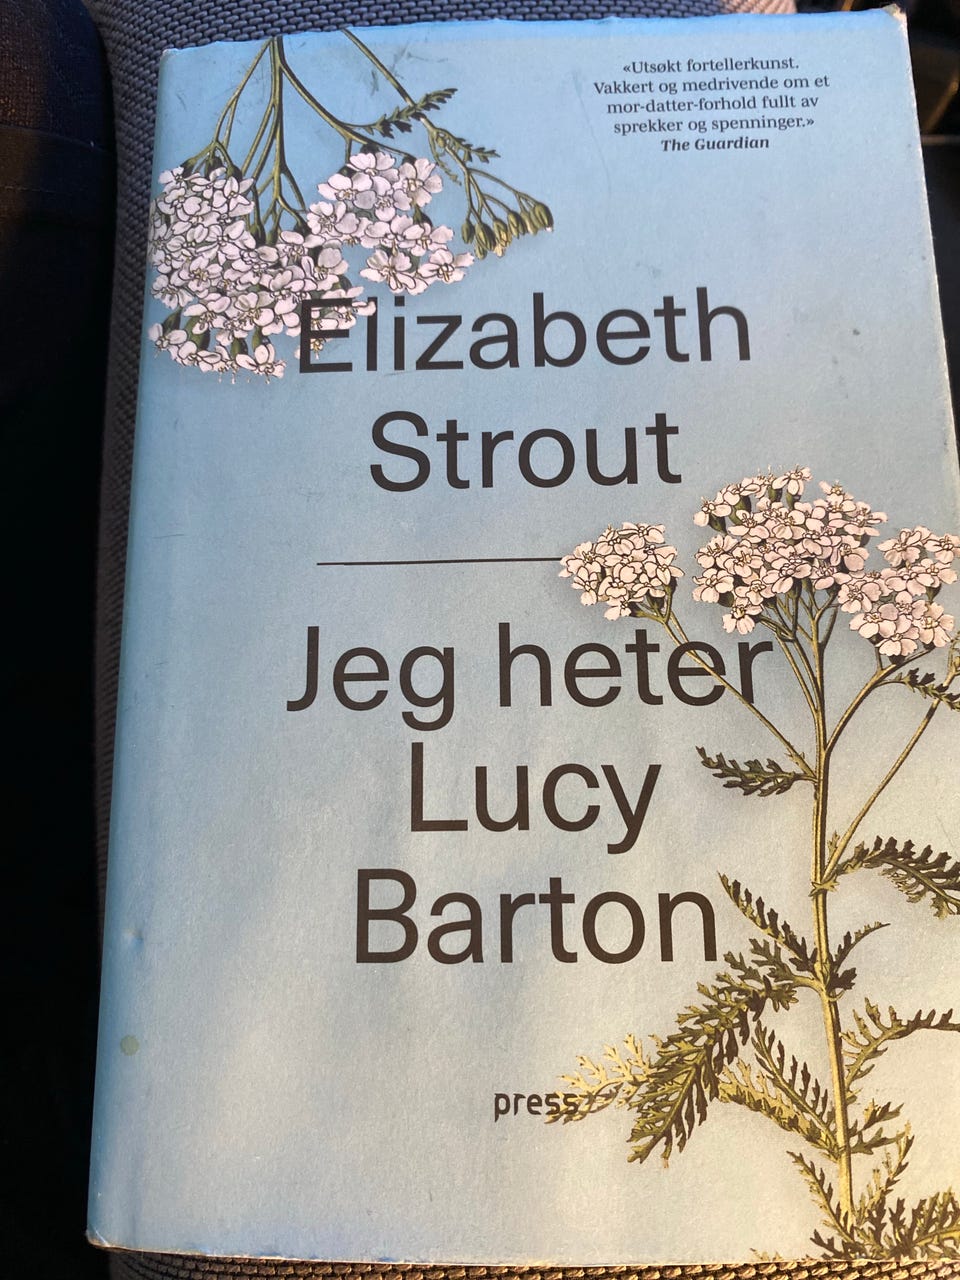 «Utsøkt fortellerkunst.
Vakkert og medrivende om et
mor-datter-forhold fullt av
sprekker og spenninger.»
The Guardian
Elizabeth
Strout
Jeg heter
Lucy
Barton
press